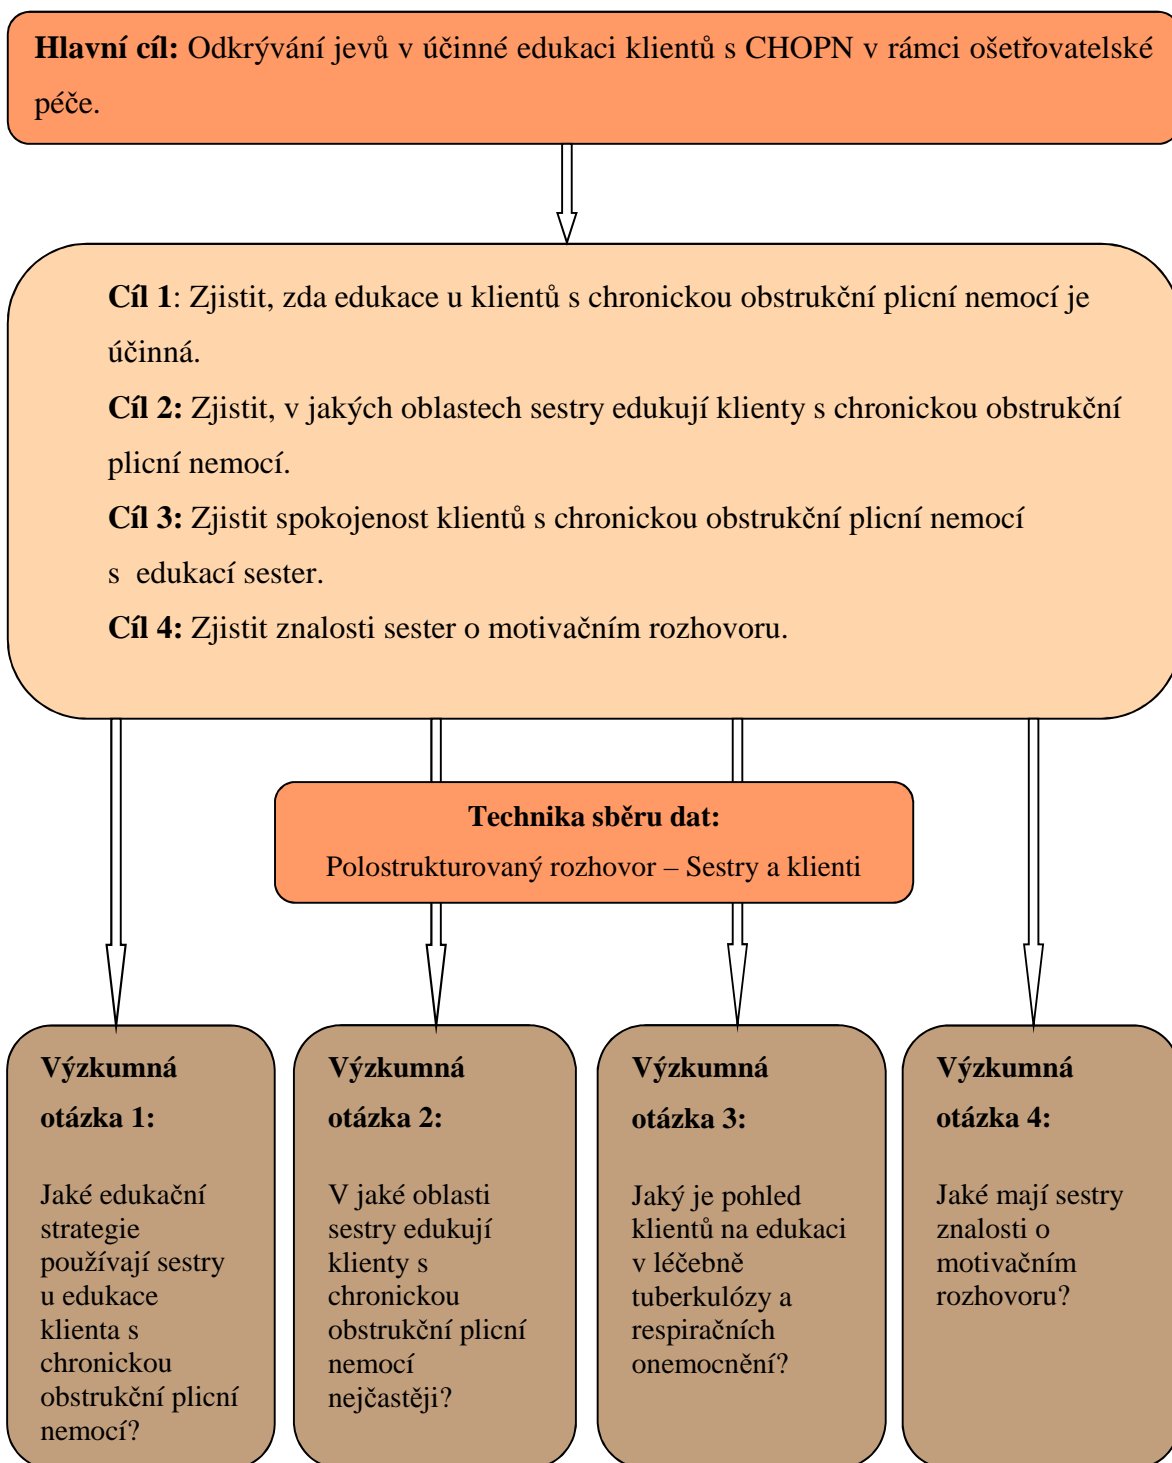 Hlavní cíl: Odkrývání jevů v účinné edukaci klientů s CHOPN v rámci ošetřovatelské
péče.
Cíl 1: Zjistit, zda edukace u klientů s chronickou obstrukční plicní nemocí je
účinná.
Cíl 2: Zjistit, v jakých oblastech sestry edukují klienty s chronickou obstrukční
plicní nemocí.
Cíl 3: Zjistit spokojenost klientů s chronickou obstrukční plicní nemocí
s edukací sester.
Cíl 4: Zjistit znalosti sester o motivačním rozhovoru.
Technika sběru dat:
Polostrukturovaný rozhovor – Sestry a klienti
Výzkumná
otázka 1:
Jaké edukační
strategie
používají sestry
u edukace
klienta s
chronickou
obstrukční plicní
nemocí?
Výzkumná
otázka 2:
V jaké oblasti
sestry edukují
klienty s
chronickou
obstrukční plicní
nemocí
nejčastěji?
Výzkumná
otázka 3:
Jaký je pohled
klientů na edukaci
v léčebně
tuberkulózy a
respiračních
onemocnění?
Výzkumná
otázka 4:
Jaké mají sestry
znalosti o
motivačním
rozhovoru?